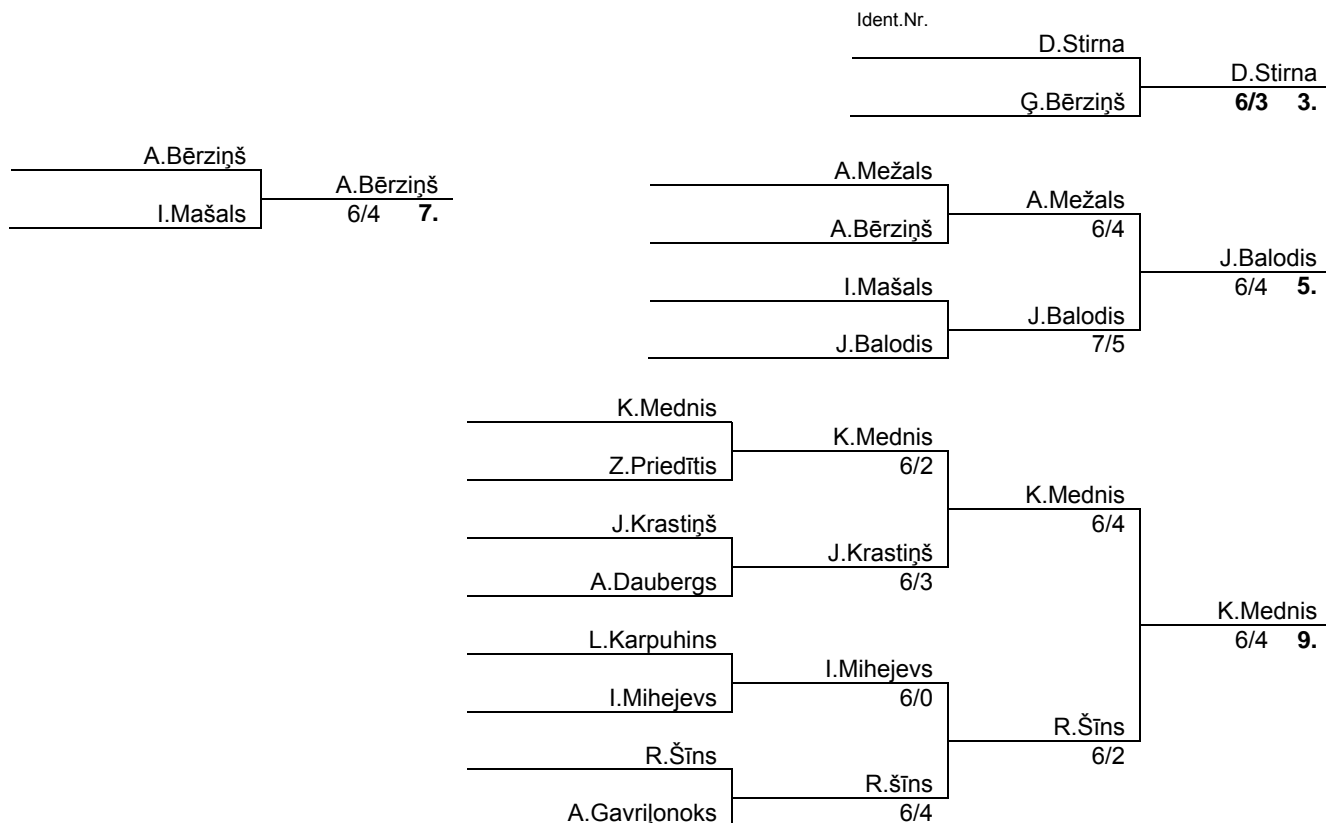 Ident.Nr.
D.Stirna
D.Stirna
Ģ.Bērziņš
6/3 3.
A.Bērziņš
A.Bērziņš
I.Mašals
6/4 7.
A.Mežals
A.Mežals
A.Bērziņš
6/4
J.Balodis
6/4 5.
I.Mašals
J.Balodis
J.Balodis
7/5
K.Mednis
K.Mednis
Z.Priedītis
6/2
K.Mednis
6/4
J.Krastiņš
J.Krastiņš
A.Daubergs
6/3
K.Mednis
6/4 9.
L.Karpuhins
I.Mihejevs
I.Mihejevs
6/0
R.Šīns
6/2
R.Šīns
R.šīns
A.Gavriļonoks
6/4